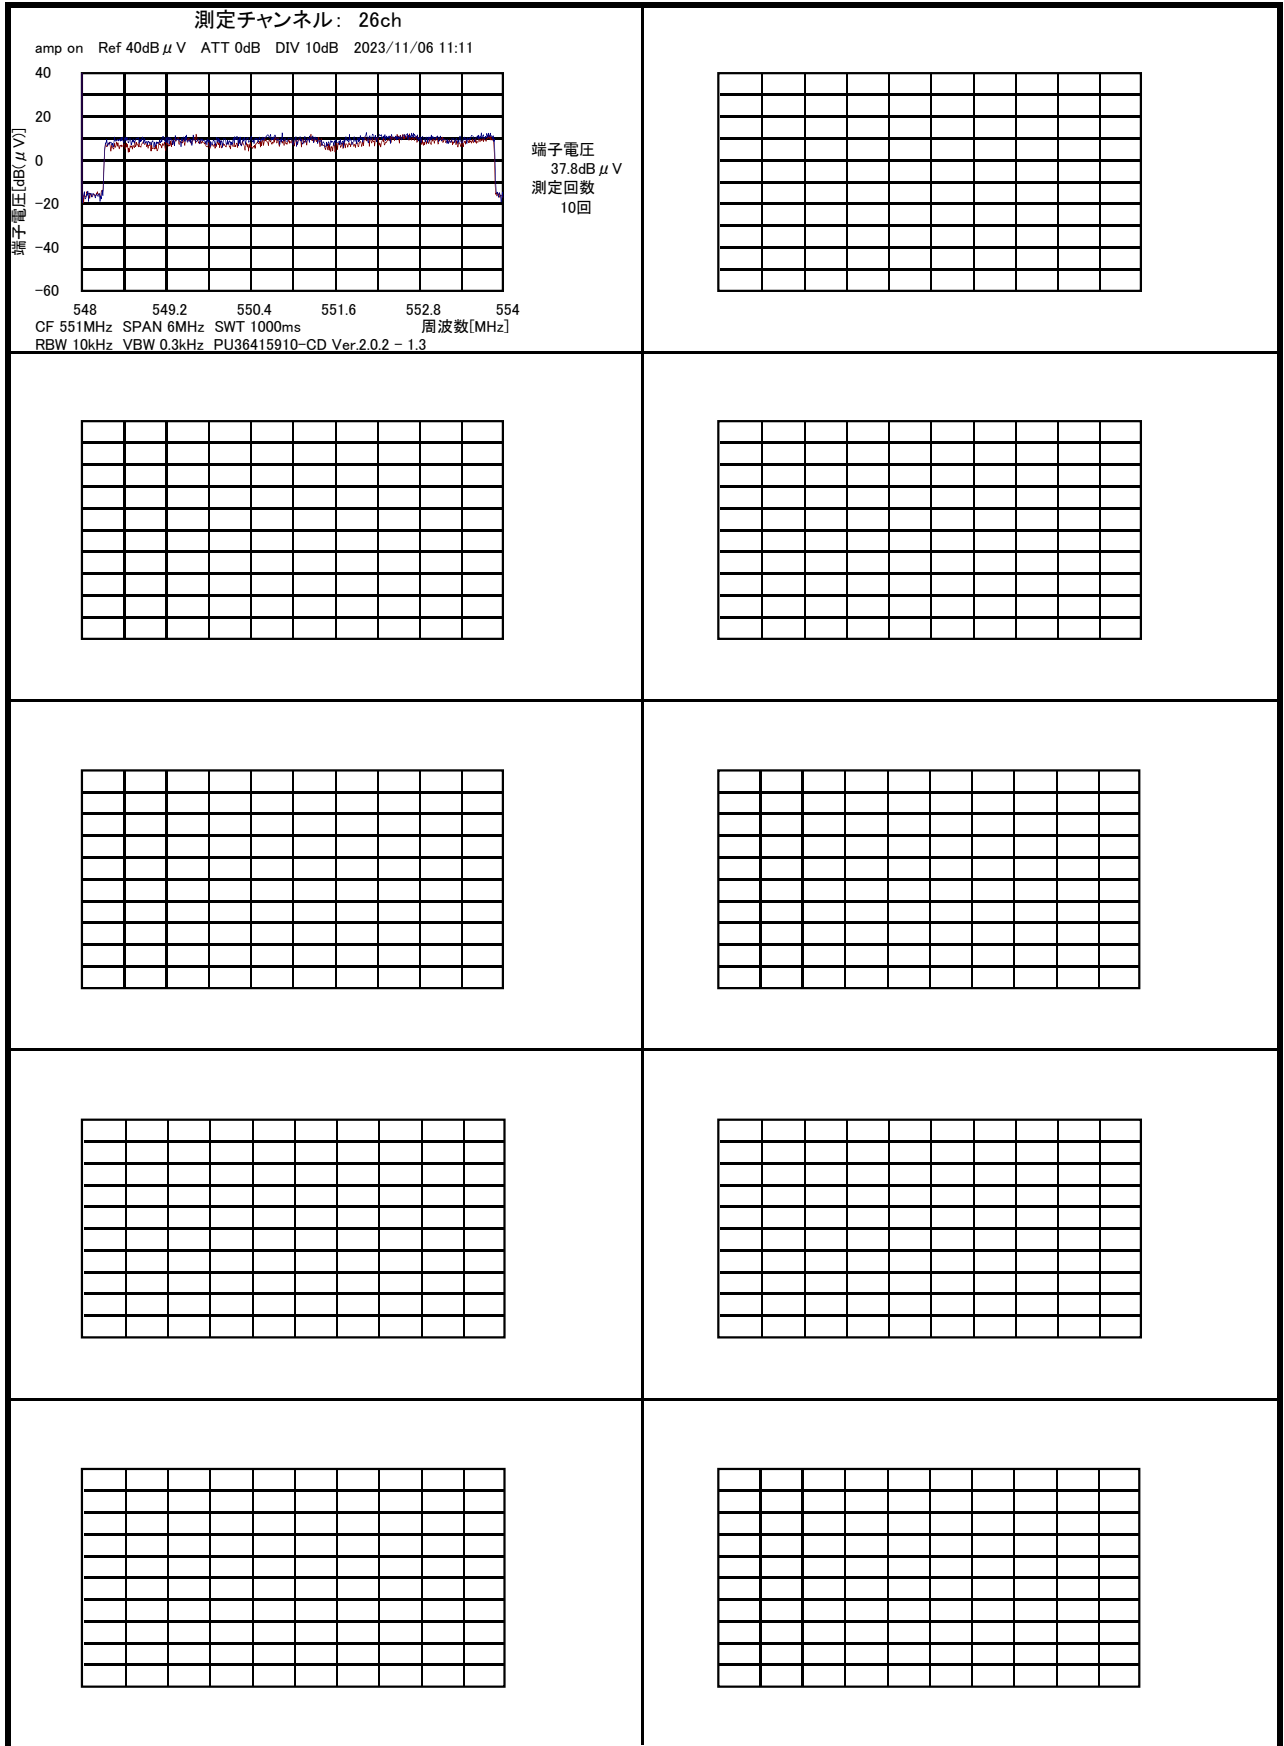 測定チャンネル： 26ch
amp on Ref 40dBμV ATT 0dB DIV 10dB 2023/11/06 11:11
40
20
0
-20
-40
-60
端子電圧[dB(μV)]
端子電圧
37.8dBμV
測定回数
10回
548 549.2 550.4 551.6 552.8 554
CF 551MHz SPAN 6MHz SWT 1000ms 周波数[MHz]
RBW 10kHz VBW 0.3kHz PU36415910-CD Ver.2.0.2 - 1.3